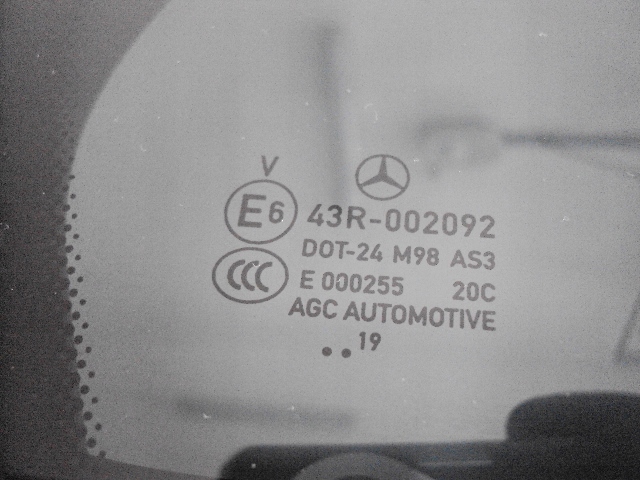 V
E6 43R-002092
DOT-24 M98 AS3
CCC E 000255 20C
AGC AUTOMOTIVE
.. 19